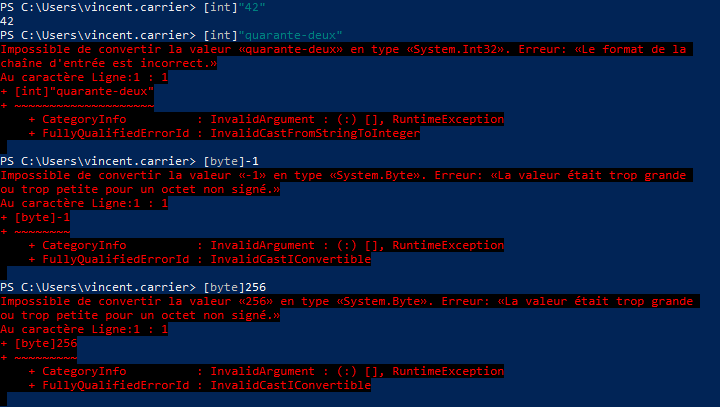 PS C:\Users\vincent.carrier> [int]"42"
42
PS C:\Users\vincent.carrier> [int]"quarante-deux"
Impossible de convertir la valeur «quarante-deux» en type «System.Int32». Erreur: «Le format de la
chaîne d'entrée est incorrect.»
Au caractère Ligne:1 : 1
+ [int]"quarante-deux"
+ ~~~~~~~~~~~~~~~~~~~~
    + CategoryInfo          : InvalidArgument : (:) [], RuntimeException
    + FullyQualifiedErrorId : InvalidCastFromStringToInteger
PS C:\Users\vincent.carrier> [byte]-1
Impossible de convertir la valeur «-1» en type «System.Byte». Erreur: «La valeur était trop grande
ou trop petite pour un octet non signé.»
Au caractère Ligne:1 : 1
+ [byte]-1
+ ~~~~~~~~
    + CategoryInfo          : InvalidArgument : (:) [], RuntimeException
    + FullyQualifiedErrorId : InvalidCastIConvertible
PS C:\Users\vincent.carrier> [byte]256
Impossible de convertir la valeur «256» en type «System.Byte». Erreur: «La valeur était trop grande
ou trop petite pour un octet non signé.»
Au caractère Ligne:1 : 1
+ [byte]256
+ ~~~~~~~~~
    + CategoryInfo          : InvalidArgument : (:) [], RuntimeException
    + FullyQualifiedErrorId : InvalidCastIConvertible